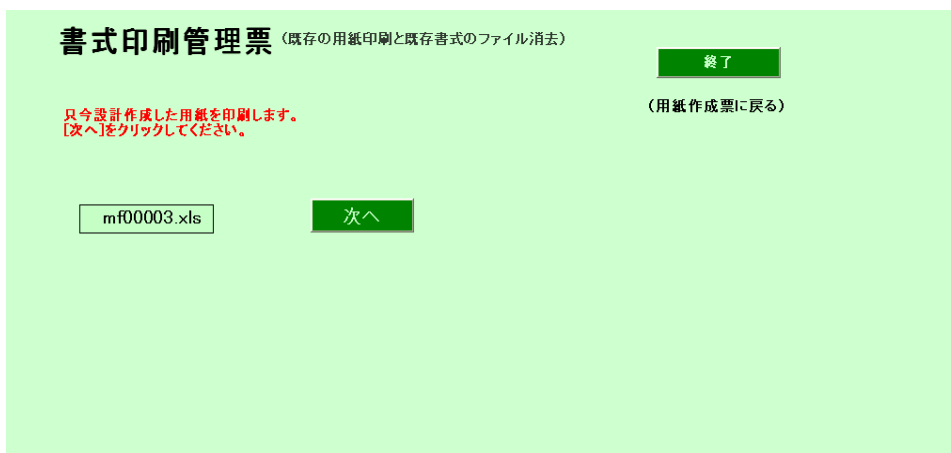 書式印刷管理票（既存の用紙印刷と既存書式のファイル消去）
終了
（用紙作成票に戻る）
只今設計作成した用紙を印刷します。
[次へ]をクリックしてください。
mf00003.xls
次へ